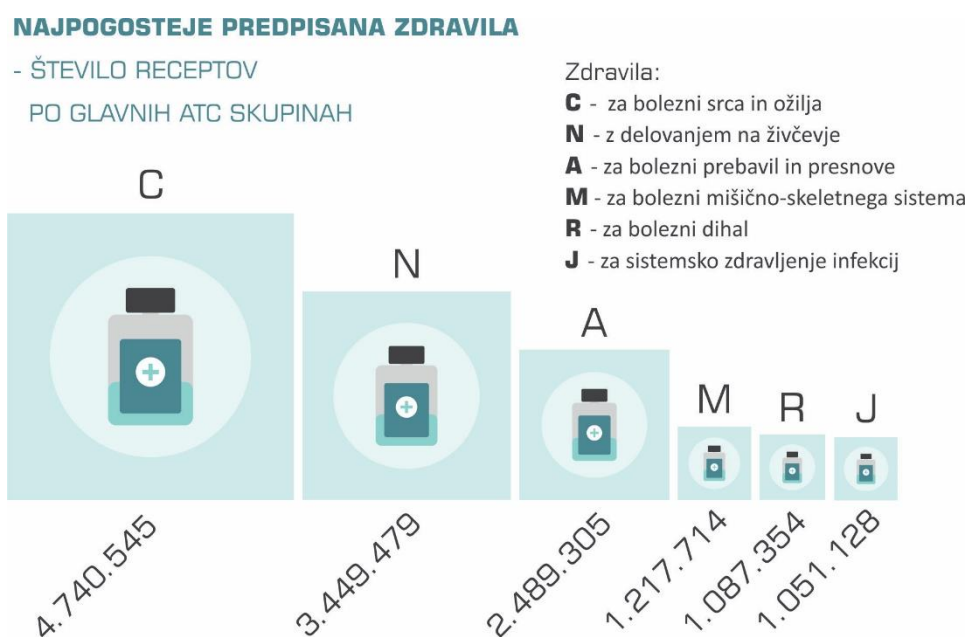 NAJPOGOSTEJE PREDPISANA ZDRAVILA
- ŠTEVILO RECEPTOV
PO GLAVNIH ATC SKUPINAH
Zdravila:
C - za bolezni srca in ožilja
N - z delovanjem na živčevje
A - za bolezni prebavil in presnove
M - za bolezni mišično-skeletnega sistema
R - za bolezni dihal
J - za sistemsko zdravljenje infekcij
C
N
A
M
R
J
4.740.545
3.449.479
2.489.305
1.217.714
1.087.354
1.051.128